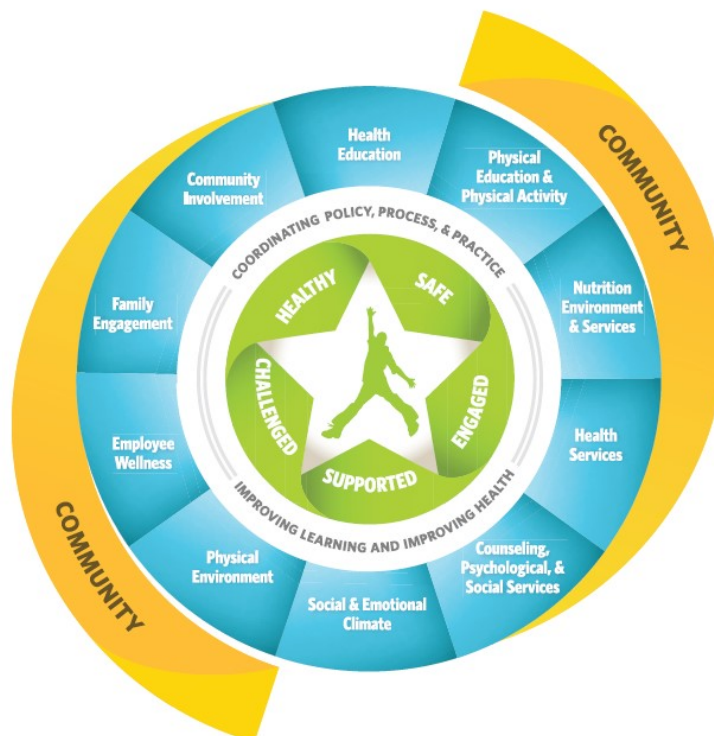 COMMUNITY
Health
Education
Physical
Education &
Physical Activity
Nutrition
Environment
& Services
Health
Services
Counseling,
Psychological, &
Social Services
Social & Emotional
Climate
Physical
Environment
Employee
Wellness
Family
Engagement
Community
Involvement
COORDINATING POLICY, PROCESS, & PRACTICE
IMPROVING LEARNING AND IMPROVING HEALTH
HEALTHY
SAFE
ENGAGED
SUPPORTED
CHALLENGED
COMMUNITY